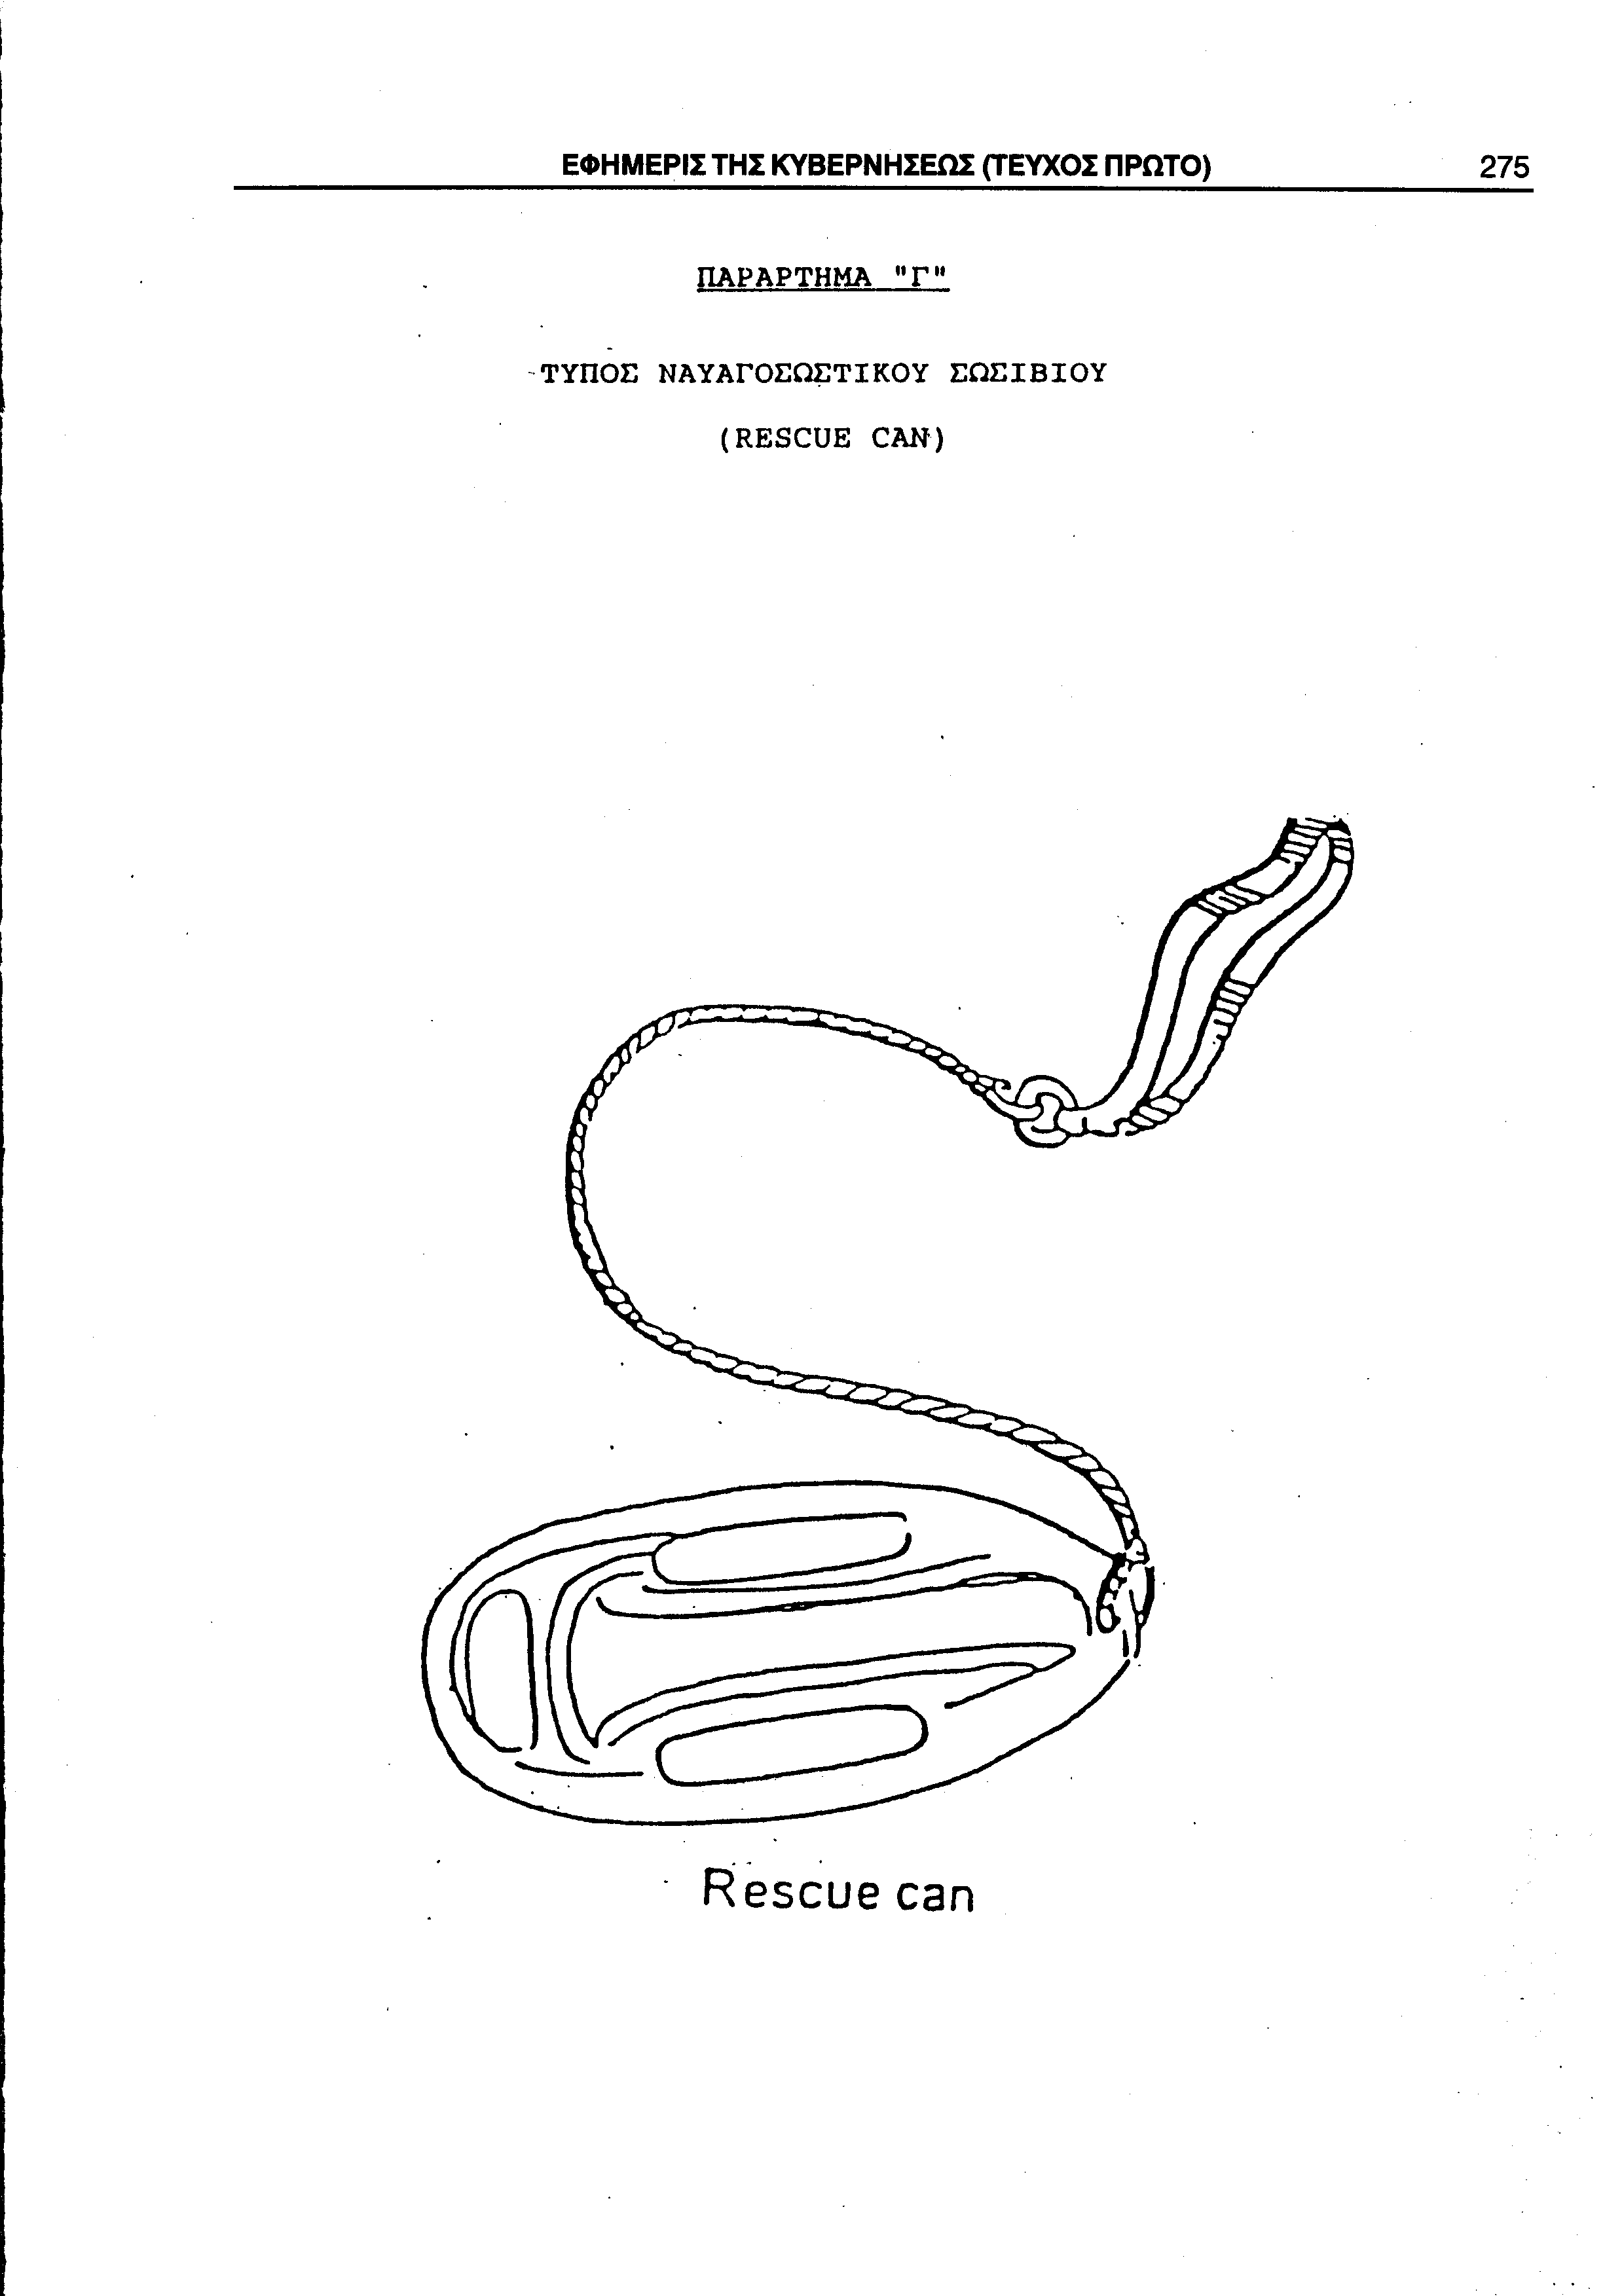 ΕΦΗΜΕΡΙΣ ΤΗΣ ΚΥΒΕΡΝΗΣΕΩΣ (ΤΕΥΧΟΣ ΠΡΩΤΟ) 275
ΠΑΡΑΡΤΗΜΑ "Γ"
ΤΥΠΟΣ ΝΑΥΑΓΟΣΩΣΤΙΚΟΥ ΣΩΣΙΒΙΟΥ
(RESCUE CAN)
Rescue can